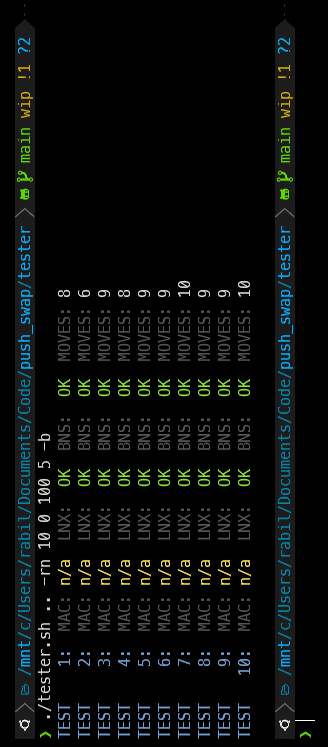 /mnt/c/Users/rabil/Documents/Code/push_swap/tester main wip !1 ?2
❯ ./tester.sh .. -rn 10 0 100 5 -b
TEST 1: MAC: n/a LNX: OK BNS: OK MOVES: 8
TEST 2: MAC: n/a LNX: OK BNS: OK MOVES: 6
TEST 3: MAC: n/a LNX: OK BNS: OK MOVES: 9
TEST 4: MAC: n/a LNX: OK BNS: OK MOVES: 8
TEST 5: MAC: n/a LNX: OK BNS: OK MOVES: 9
TEST 6: MAC: n/a LNX: OK BNS: OK MOVES: 9
TEST 7: MAC: n/a LNX: OK BNS: OK MOVES: 10
TEST 8: MAC: n/a LNX: OK BNS: OK MOVES: 9
TEST 9: MAC: n/a LNX: OK BNS: OK MOVES: 9
TEST 10: MAC: n/a LNX: OK BNS: OK MOVES: 10
/mnt/c/Users/rabil/Documents/Code/push_swap/tester main wip !1 ?2
❯